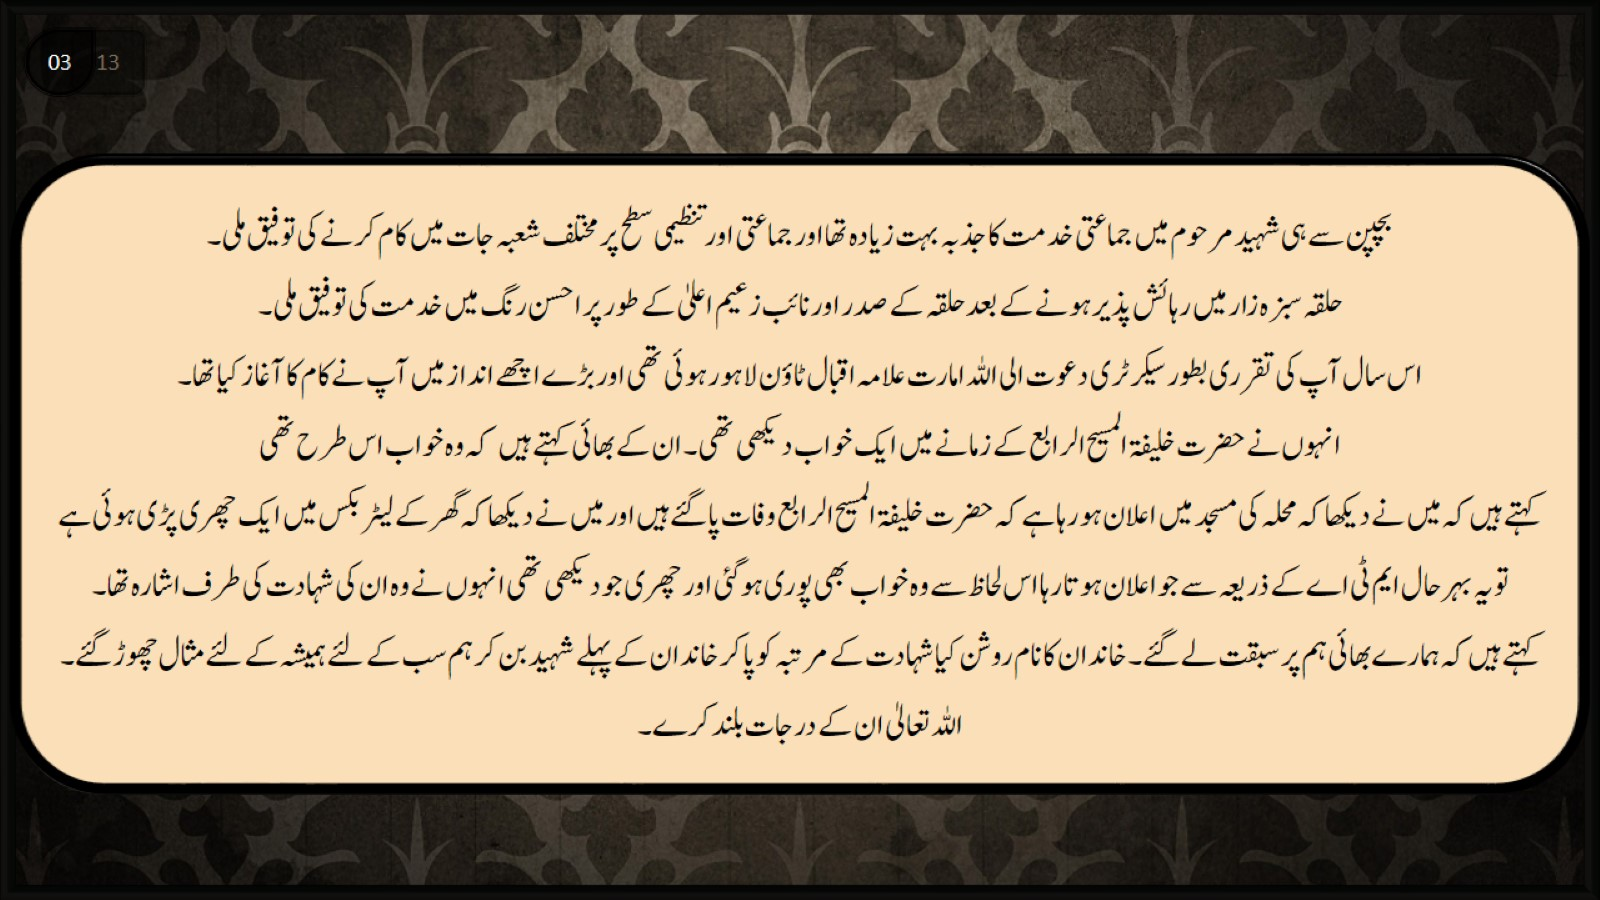 03 13
بچپن سے ہی شہید مرحوم میں جماعتی خدمت کا جذبہ بہت زیادہ تھا اور جماعتی اور تنظیمی سطح پر مختلف شعبہ جات میں کام کرنے کی توفیق ملی۔
حلقہ سبزہ زار میں رہائش پذیر ہونے کے بعد حلقہ کے صدر اور نائب زعیم اعلیٰ کے طور پر احسن رنگ میں خدمت کی توفیق ملی۔
اس سال آپ کی تقرری بطور سیکرٹری دعوت الی اللہ امارت علامہ اقبال ٹاؤن لاہور ہوئی تھی اور بڑے اچھے انداز میں آپ نے کام کا آغاز کیا تھا۔
انہوں نے حضرت خلیفۃ المسیح الرابع کے زمانے میں ایک خواب دیکھی تھی۔ ان کے بھائی کہتے ہیں کہ وہ خواب اس طرح تھی
کہتے ہیں کہ میں نے دیکھا کہ محلہ کی مسجد میں اعلان ہو رہا ہے کہ حضرت خلیفۃ المسیح الرابع وفات پا گئے ہیں اور میں نے دیکھا کہ گھر کے لیٹر بکس میں ایک چھری پڑی ہوئی ہے
تو یہ بہر حال ایم ٹی اے کے ذریعہ سے جو اعلان ہوتا رہا اس لحاظ سے وہ خواب بھی پوری ہو گئی اور چھری جو دیکھی تھی انہوں نے وہ ان کی شہادت کی طرف اشارہ تھا۔
کہتے ہیں کہ ہمارے بھائی ہم پر سبقت لے گئے۔ خاندان کا نام روشن کیا شہادت کے مرتبہ کو پا کر خاندان کے پہلے شہید بن کر ہم سب کے لئے ہمیشہ کے لئے مثال چھوڑ گئے۔
اللہ تعالیٰ ان کے درجات بلند کرے۔